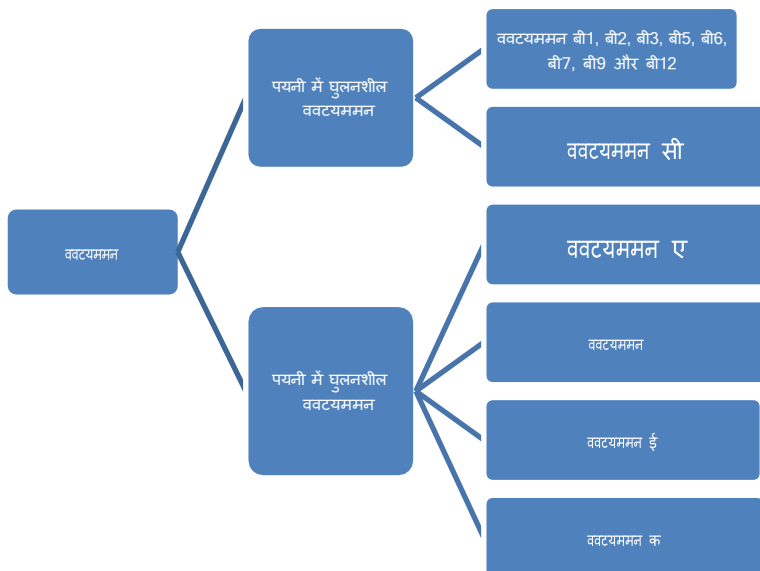 ववटयममन
पयनी में घुलनशील
ववटयममन
ववटयममन बी1, बी2, बी3, बी5, बी6,
बी7, बी9 और बी12
ववटयममन सी
पयनी में घुलनशील
ववटयममन
ववटयममन ए
ववटयममन
ववटयममन ई
ववटयममन क